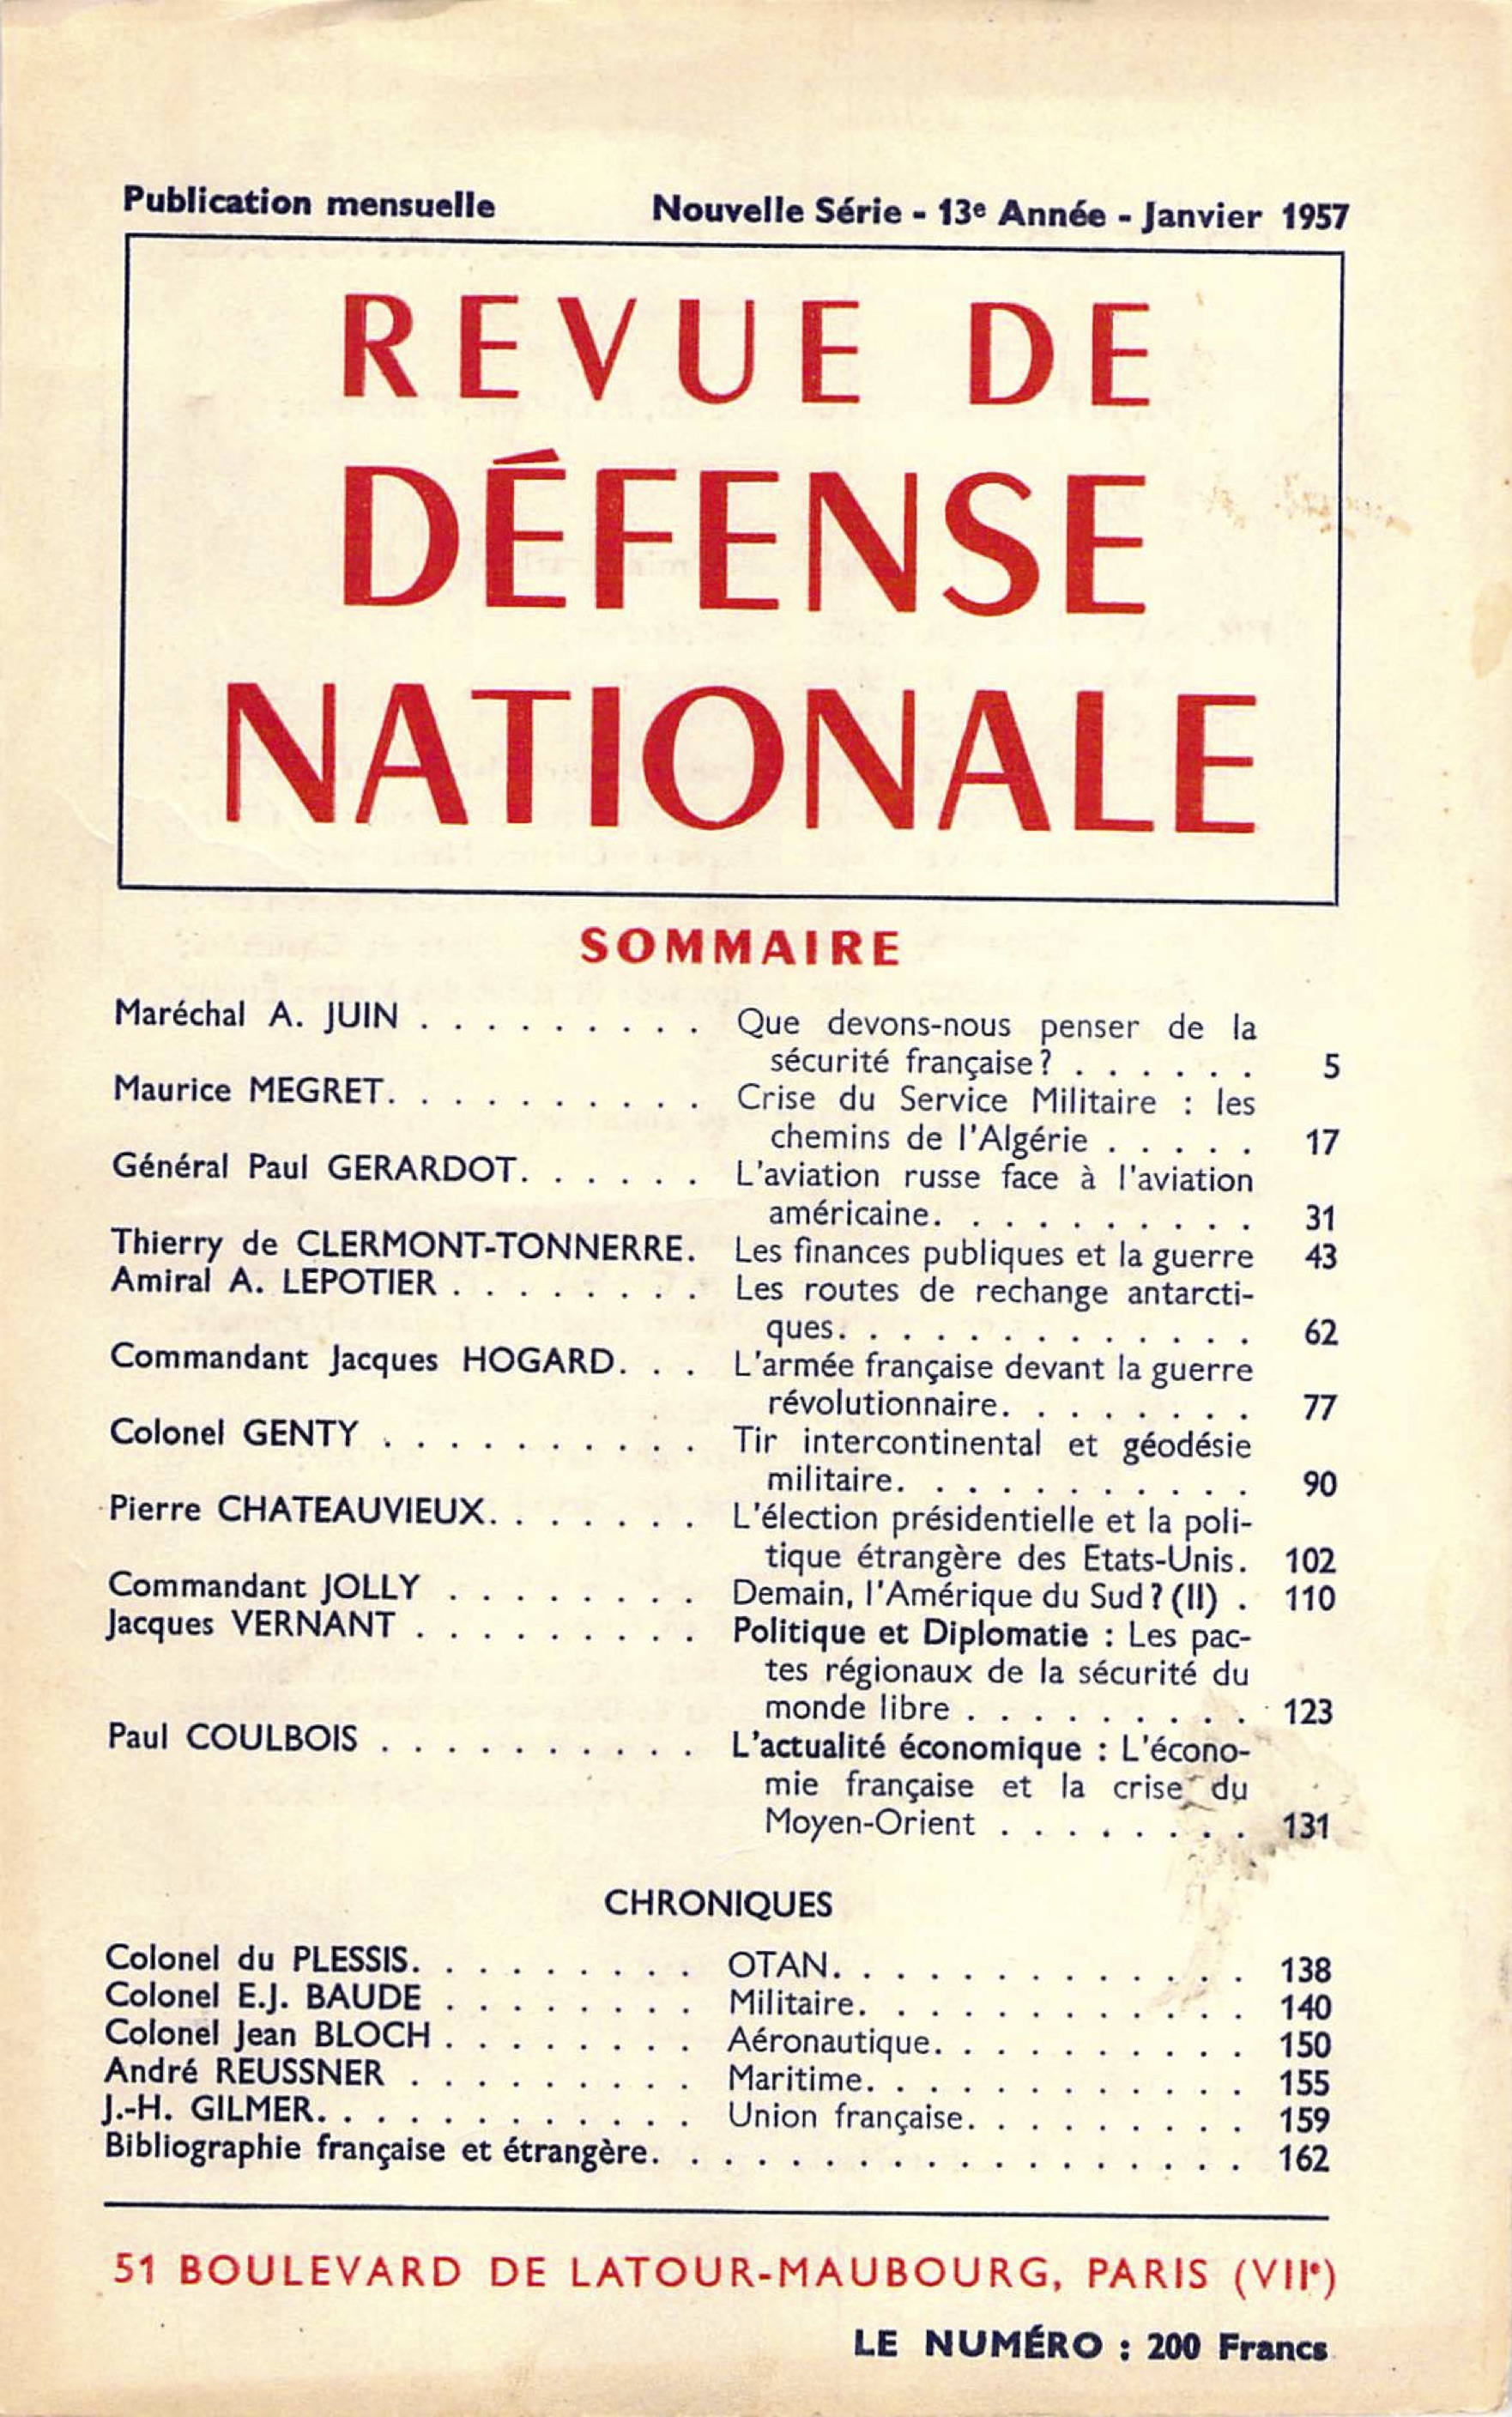 Publication mensuelle Nouvelle Série - 13e Année - Janvier 1957
REVUE DE
DÉFENSE
NATIONALE
SOMMAIRE
Maréchal A. JUIN . . . . . . . . . Que devons-nous penser de la
sécurité française ? . . . . . . 5
Maurice MEGRET. . . . . . . . . . Crise du Service Militaire : les
chemins de l'Algérie . . . . . 17
Général Paul GERARDOT. . . . . . L'aviation russe face à l'aviation
américaine. . . . . . . . . . 31
Thierry de CLERMONT-TONNERRE. Les finances publiques et la guerre 43
Amiral A. LEPOTIER . . . . . . . . Les routes de rechange antarcti-
ques. . . . . . . . . . . . . 62
Commandant Jacques HOGARD. . . L'armée française devant la guerre
révolutionnaire. . . . . . . . 77
Colonel GENTY . . . . . . . . . . Tir intercontinental et géodésie
militaire. . . . . . . . . . . 90
Pierre CHATEAUVIEUX. . . . . . . L'élection présidentielle et la poli-
tique étrangère des Etats-Unis. 102
Commandant JOLLY . . . . . . . . Demain, l'Amérique du Sud ? (II) . 110
Jacques VERNANT . . . . . . . . . Politique et Diplomatie : Les pac-
tes régionaux de la sécurité du
monde libre . . . . . . . . . 123
Paul COULBOIS . . . . . . . . . . L'actualité économique : L'écono-
mie française et la crise du
Moyen-Orient . . . . . . . . 131
CHRONIQUES
Colonel du PLESSIS. . . . . . . . . OTAN. . . . . . . . . . . . . 138
Colonel E.J. BAUDE . . . . . . . . Militaire. . . . . . . . . . . . 140
Colonel Jean BLOCH . . . . . . . . Aéronautique. . . . . . . . . . 150
André REUSSNER . . . . . . . . . Maritime. . . . . . . . . . . . 155
J.-H. GILMER. . . . . . . . . . . . Union française. . . . . . . . . 159
Bibliographie française et étrangère. . . . . . . . . . . . . . . . . . 162
51 BOULEVARD DE LATOUR-MAUBOURG, PARIS (VIIe)
LE NUMÉRO : 200 Francs